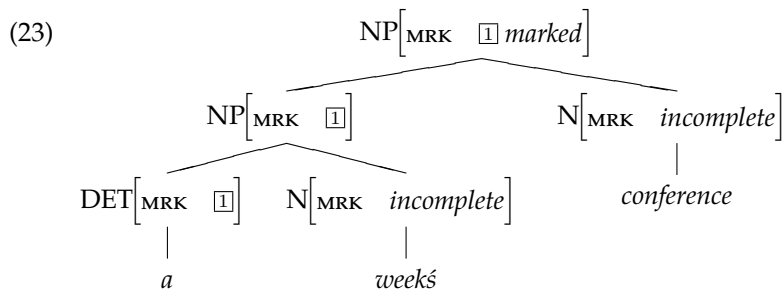 (23) NP[MRK 1 marked]
NP[MRK 1] N[MRK incomplete]
DET[MRK 1] N[MRK incomplete] conference
a weekś